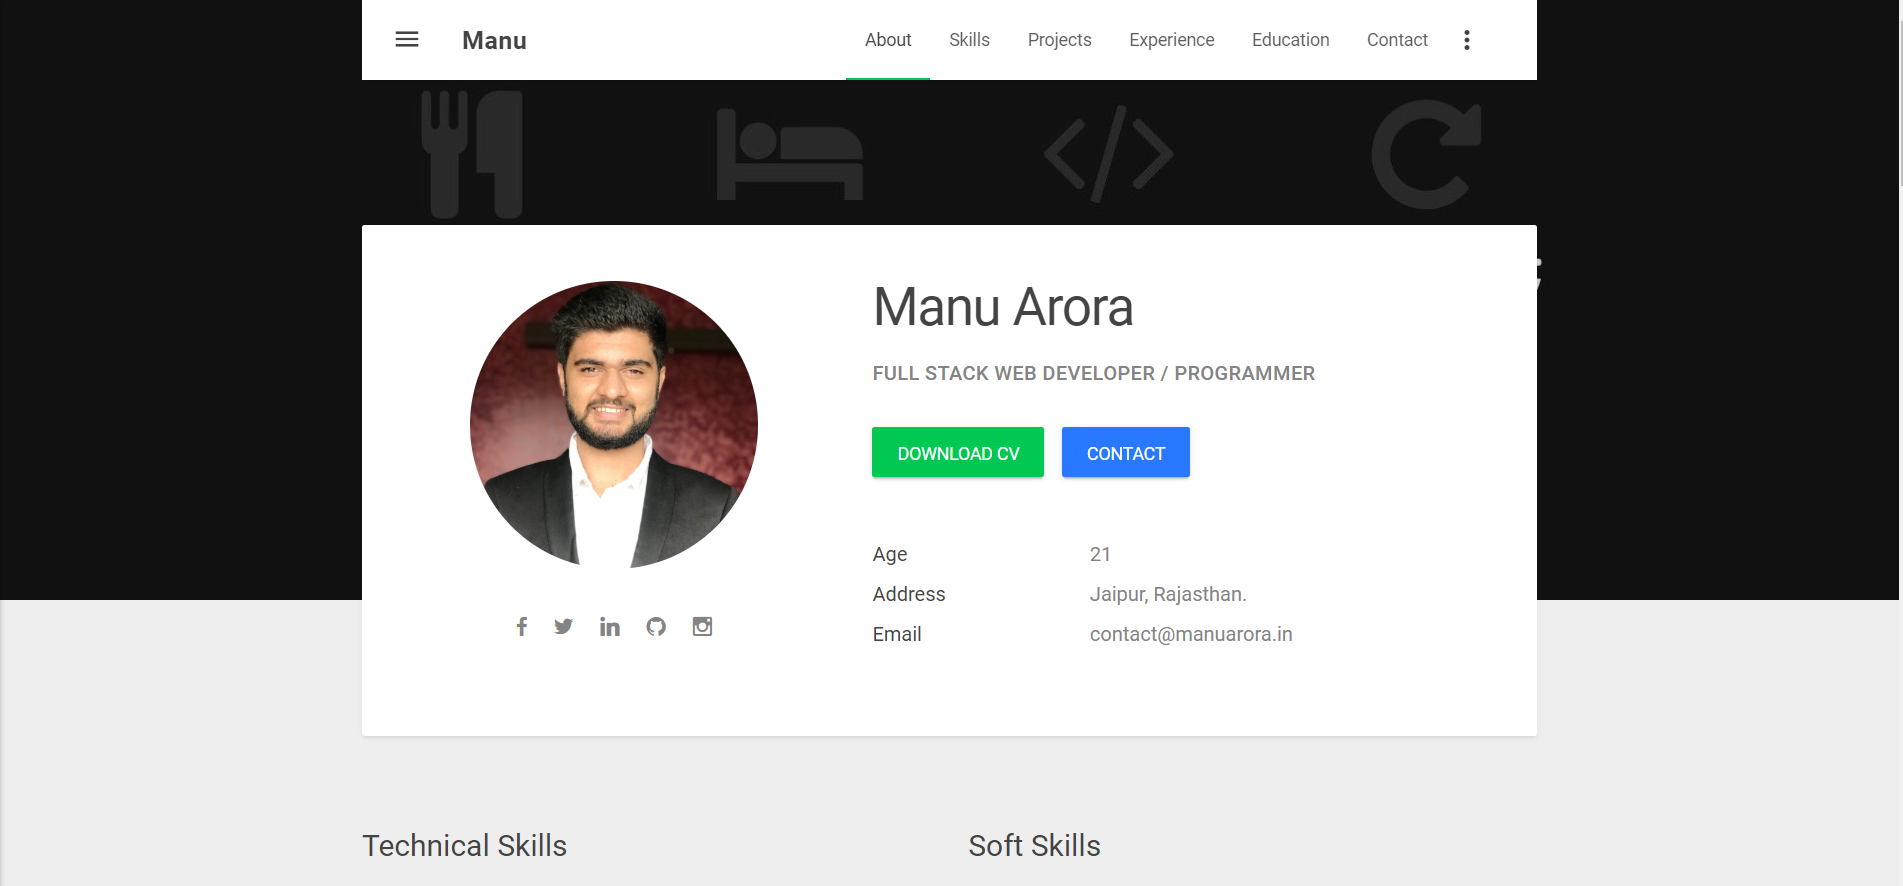 Manu
About Skills Projects Experience Education Contact
Manu Arora
FULL STACK WEB DEVELOPER / PROGRAMMER
DOWNLOAD CV CONTACT
Age 21
Address Jaipur, Rajasthan.
Email contact@manuarora.in
Technical Skills Soft Skills